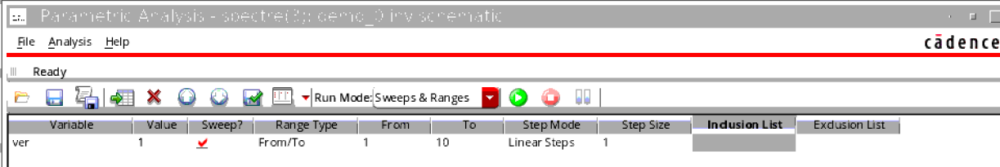 Parametric Analysis - spectre(3): demo_0 inv schematic
File Analysis Help
cādence
Ready
Run Mode: Sweeps & Ranges
Variable Value Sweep? Range Type From To Step Mode Step Size Inclusion List Exclusion List
ver 1 From/To 1 10 Linear Steps 1